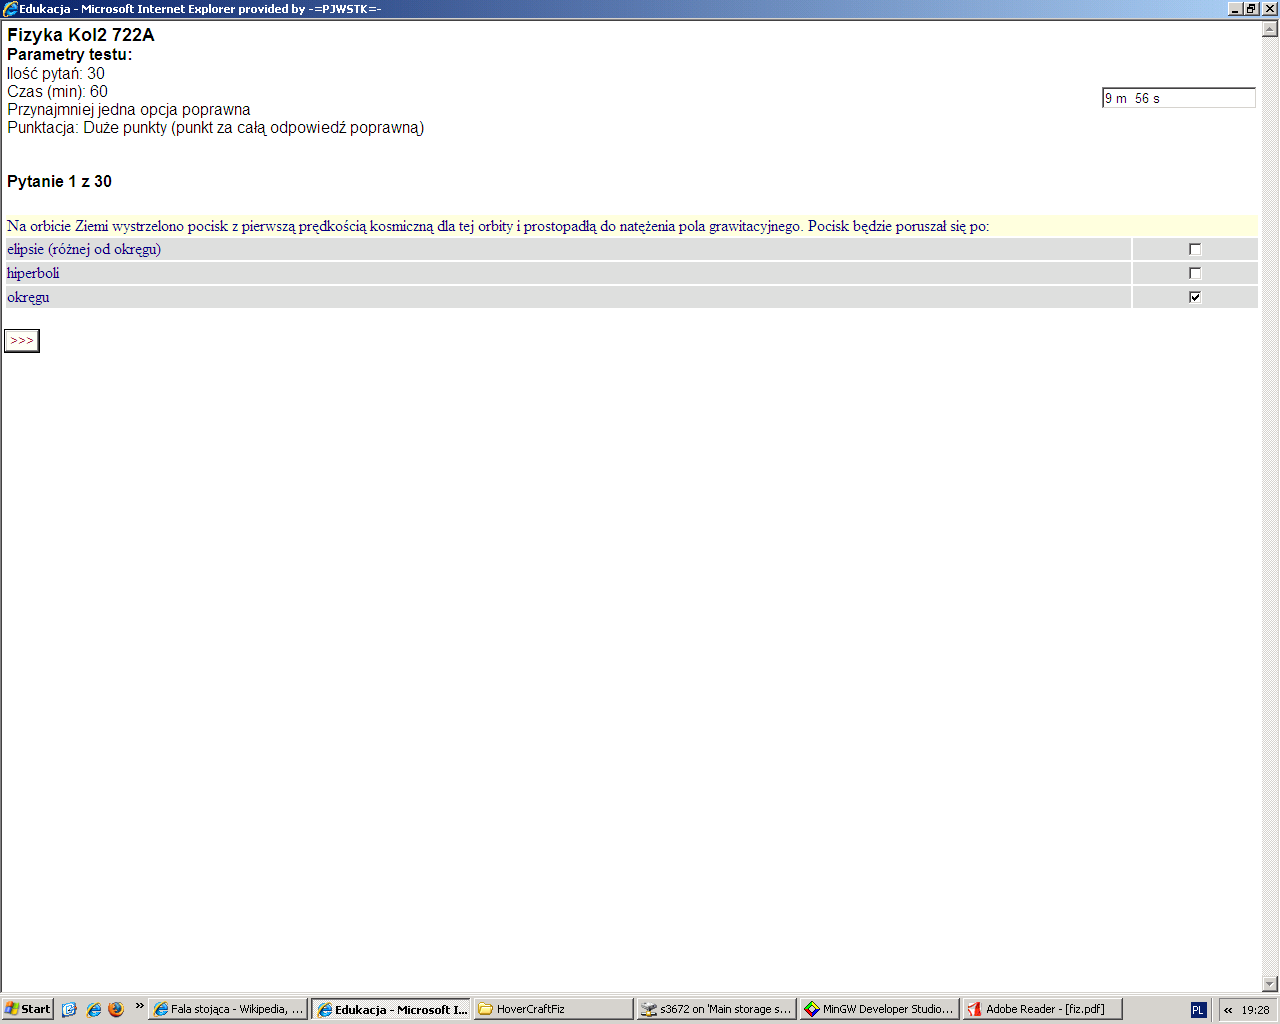 Edukacja - Microsoft Internet Explorer provided by -=PJWSTK=-
Fizyka Kol2 722A
Parametry testu:
Ilość pytań: 30
Czas (min): 60
9 m 56 s
Przynajmniej jedna opcja poprawna
Punktacja: Duże punkty (punkt za całą odpowiedź poprawną)
Pytanie 1 z 30
Na orbicie Ziemi wystrzelono pocisk z pierwszą prędkością kosmiczną dla tej orbity i prostopadłą do natężenia pola grawitacyjnego. Pocisk będzie poruszał się po:
elipsie (różnej od okręgu)
hiperboli
okręgu
>>>
Start » Fala stojąca - Wikipedia, ... Edukacja - Microsoft I... HoverCraftFiz s3672 on 'Main storage s... MinGW Developer Studio... Adobe Reader - [fiz.pdf] PL « 19:28